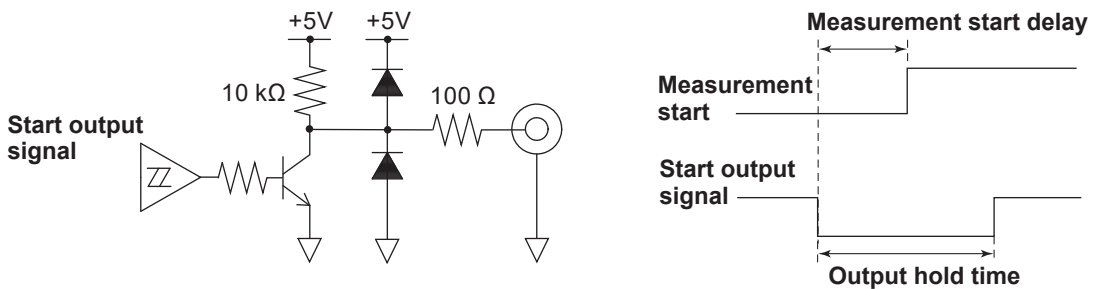 +5V
+5V
10 kΩ
100 Ω
Start output
signal
Measurement start delay
Measurement
start
Start output
signal
Output hold time